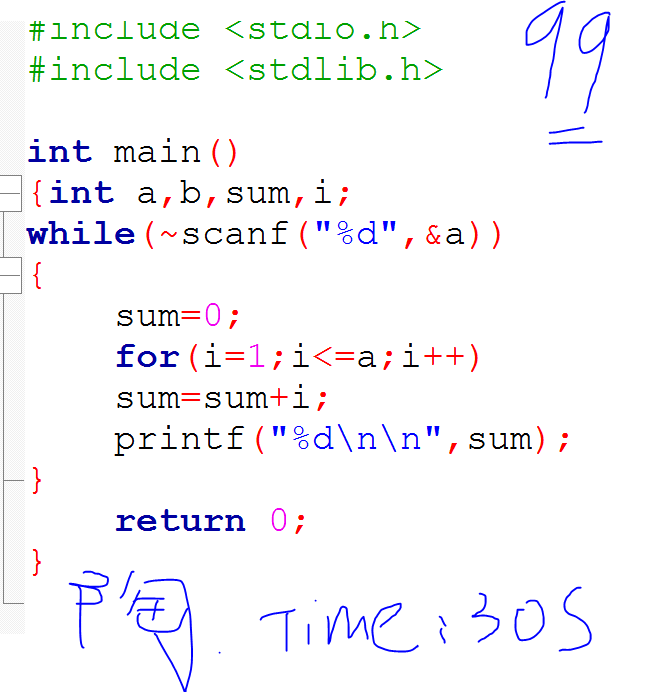 #include <stdio.h>
#include <stdlib.h>
99
int main()
{int a,b,sum,i;
while(~scanf("%d",&a))
{
sum=0;
for(i=1;i<=a;i++)
sum=sum+i;
printf("%d\n\n",sum);
}
return 0;
}
陶. Time:30S